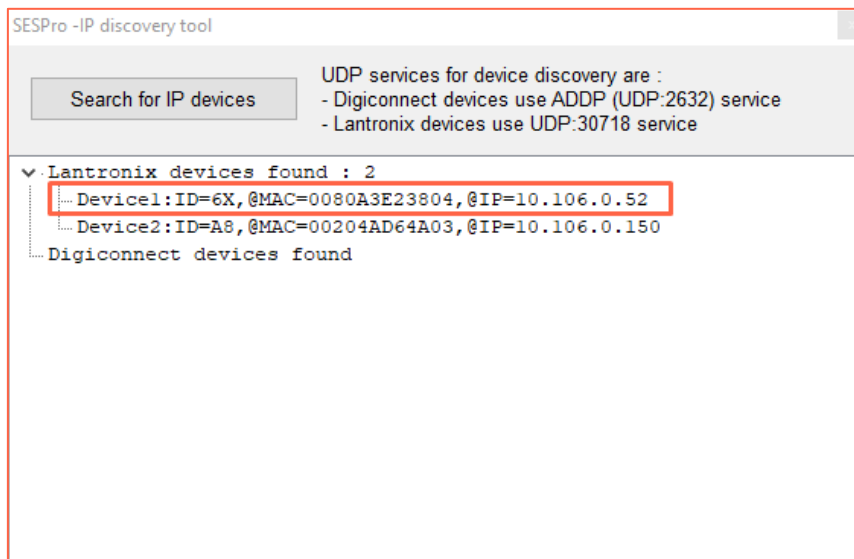 SESPro -IP discovery tool
Search for IP devices
UDP services for device discovery are :
- Digiconnect devices use ADDP (UDP:2632) service
- Lantronix devices use UDP:30718 service
Lantronix devices found : 2
Device1:ID=6X,@MAC=0080A3E23804,@IP=10.106.0.52
Device2:ID=A8,@MAC=00204AD64A03,@IP=10.106.0.150
Digiconnect devices found